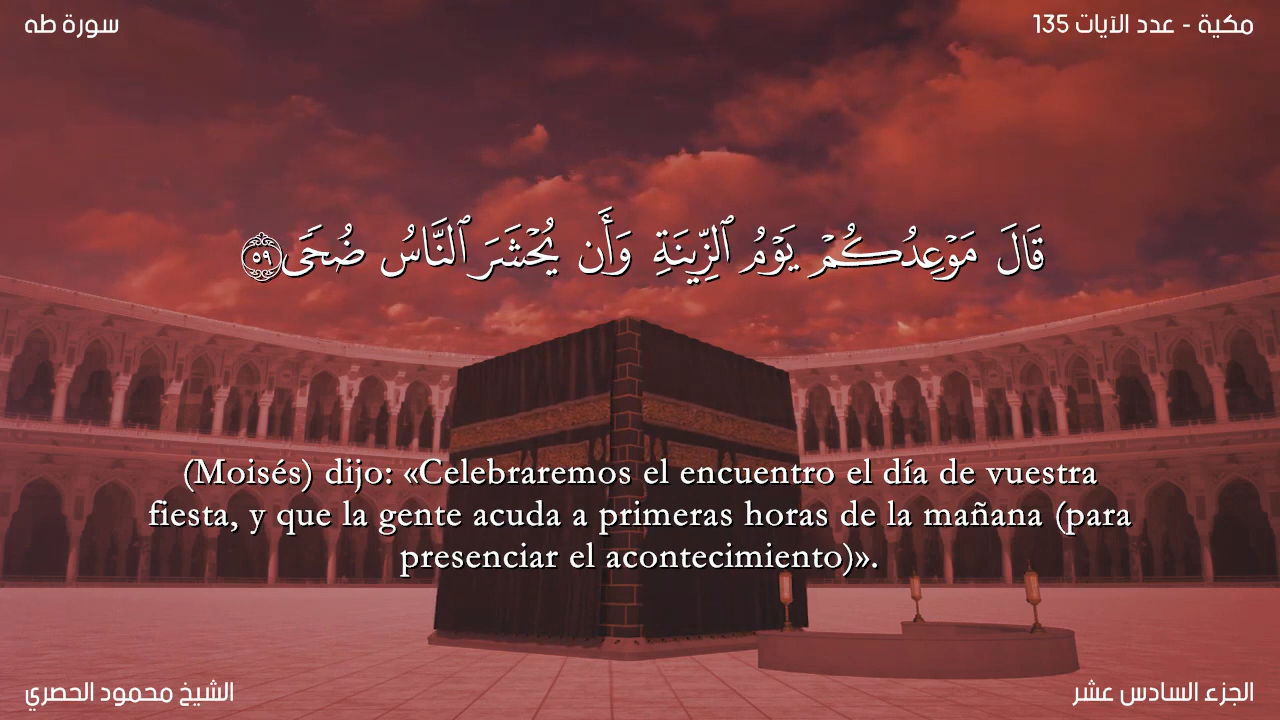 سورة طه
مكية - عدد الآيات 135
قَالَ مَوْعِدُكُمْ يَوْمُ ٱلزِّينَةِ وَأَن يُحْشَرَ ٱلنَّاسُ ضُحًى ٥٩
(Moisés) dijo: «Celebraremos el encuentro el día de vuestra
fiesta, y que la gente acuda a primeras horas de la mañana (para
presenciar el acontecimiento)».
الشيخ محمود الحصري
الجزء السادس عشر